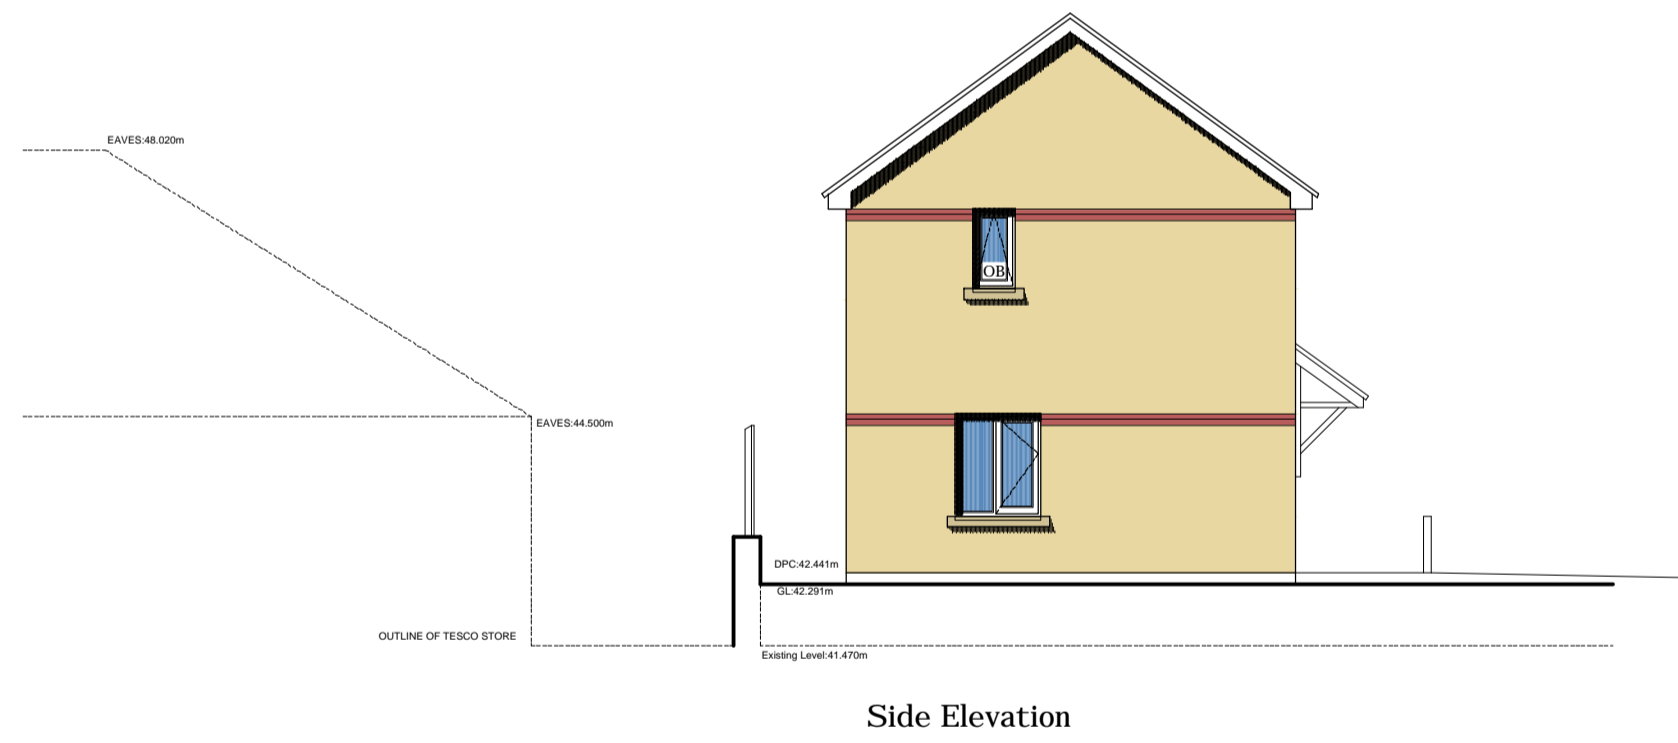 EAVES:48.020m
OB
EAVES:44.500m
DPC:42.441m
GL:42.291m
OUTLINE OF TESCO STORE
Existing Level:41.470m
Side Elevation